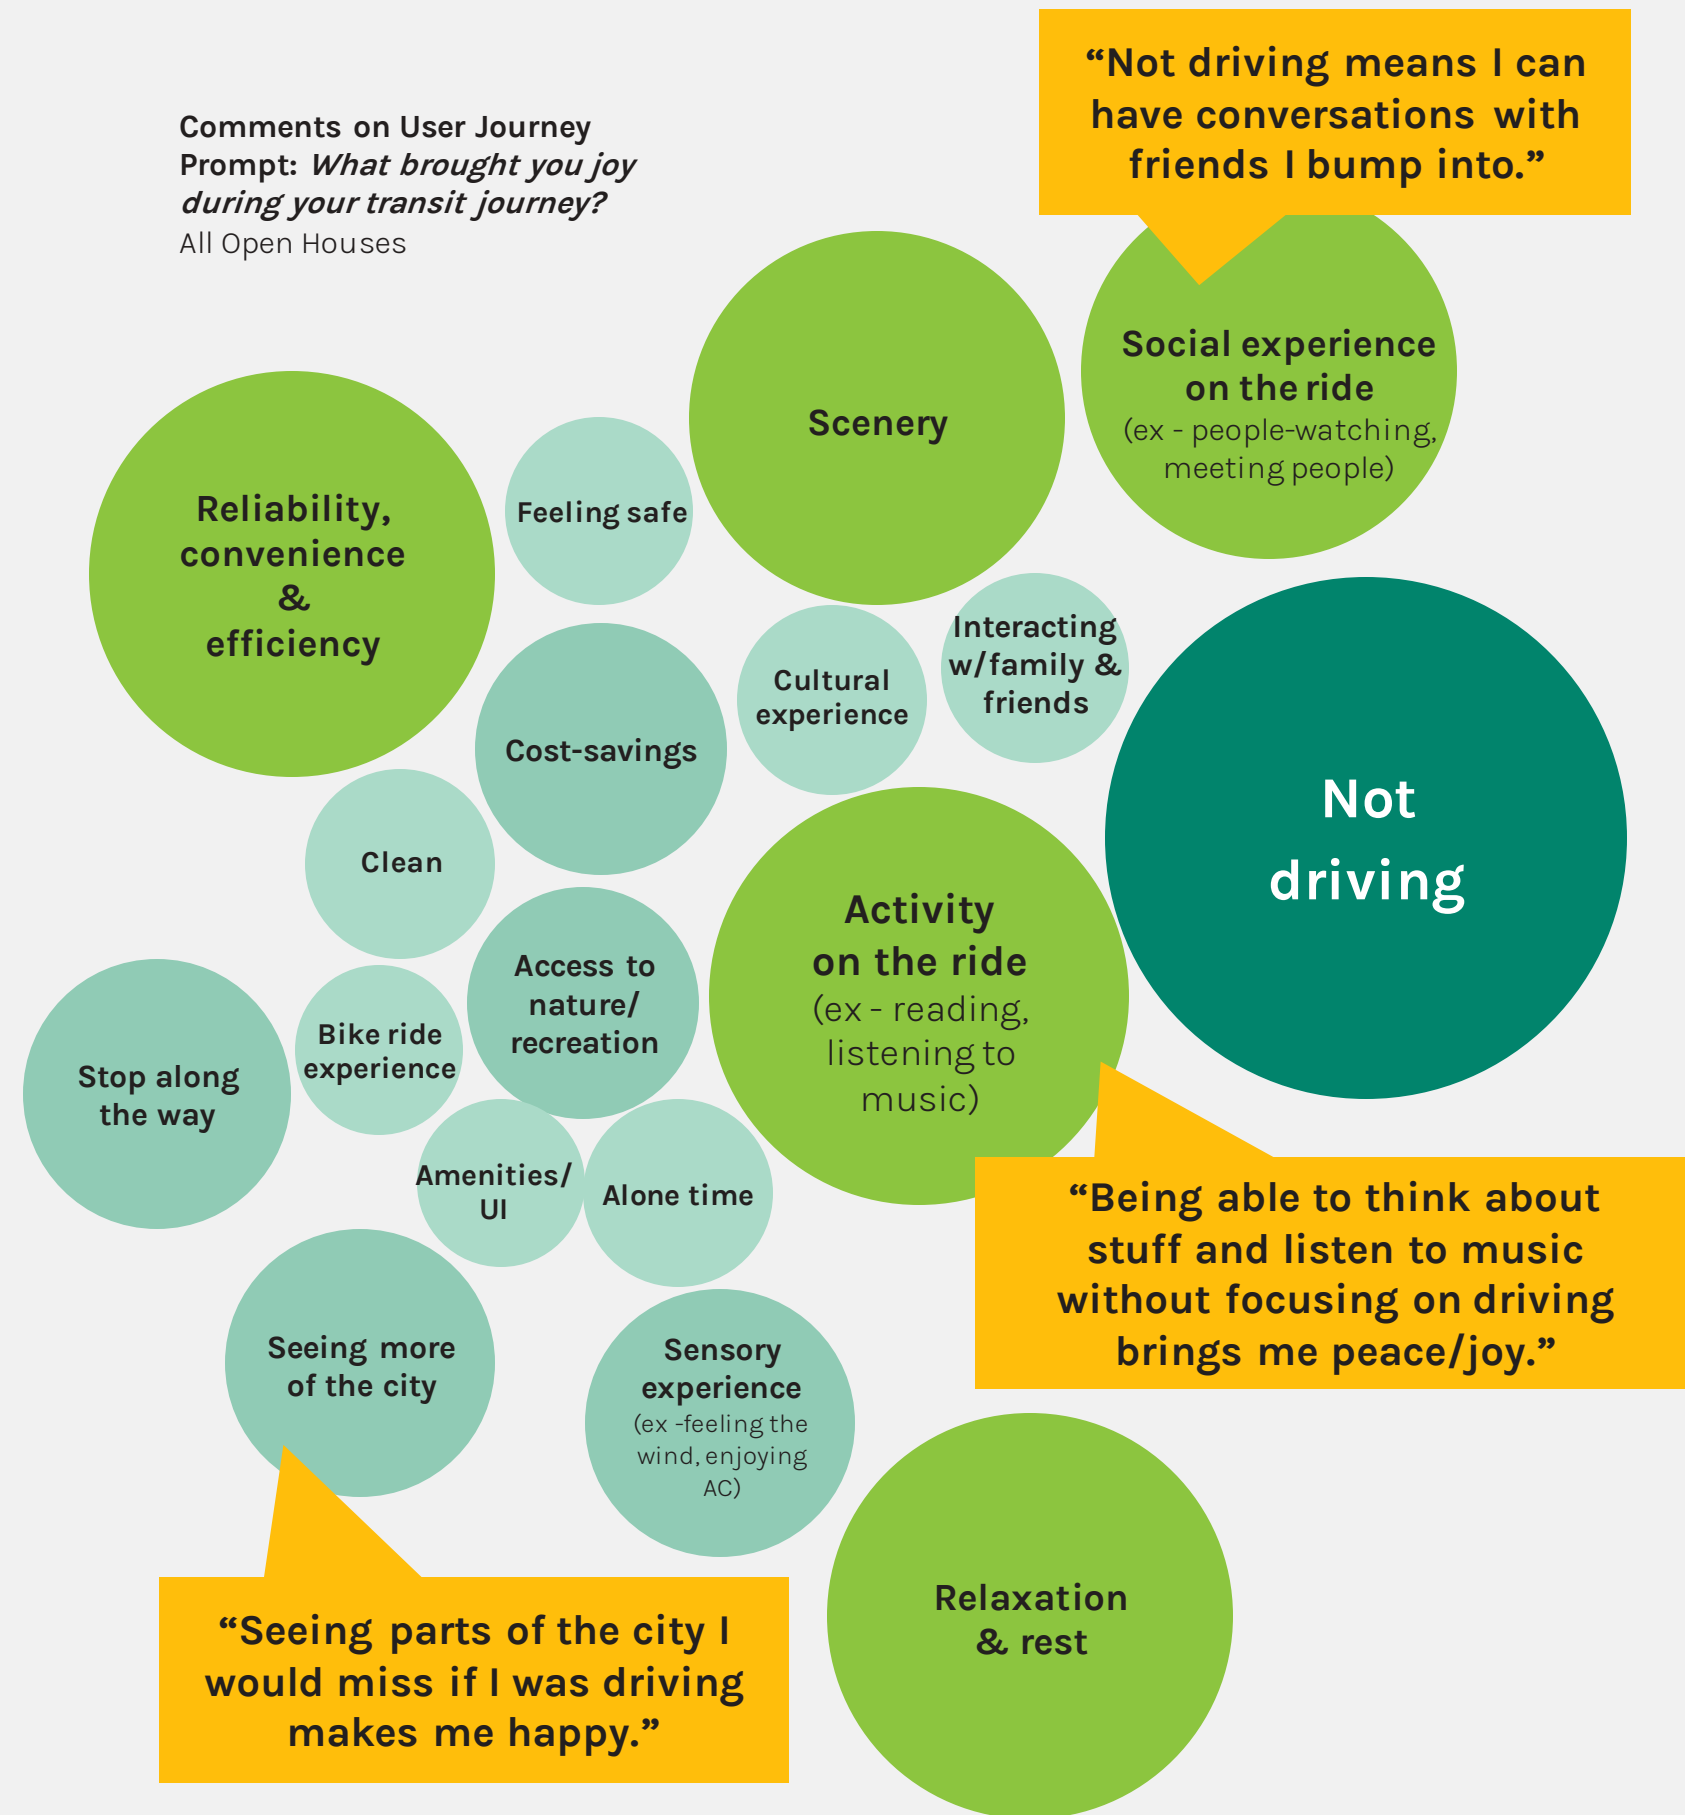 “Not driving means I can
have conversations with
friends I bump into.”
Comments on User Journey
Prompt: What brought you joy
during your transit journey?
All Open Houses
Social experience
on the ride
(ex - people-watching,
meeting people)
Scenery
Reliability,
convenience
&
efficiency
Feeling safe
Interacting
w/family &
friends
Cultural
experience
Cost-savings
Not
driving
Clean
Activity
on the ride
(ex - reading,
listening to
music)
Access to
nature/
recreation
Bike ride
experience
Stop along
the way
Amenities/
UI
Alone time
“Being able to think about
stuff and listen to music
without focusing on driving
brings me peace/joy.”
Seeing more
of the city
Sensory
experience
(ex -feeling the
wind, enjoying
AC)
Relaxation
& rest
“Seeing parts of the city I
would miss if I was driving
makes me happy.”